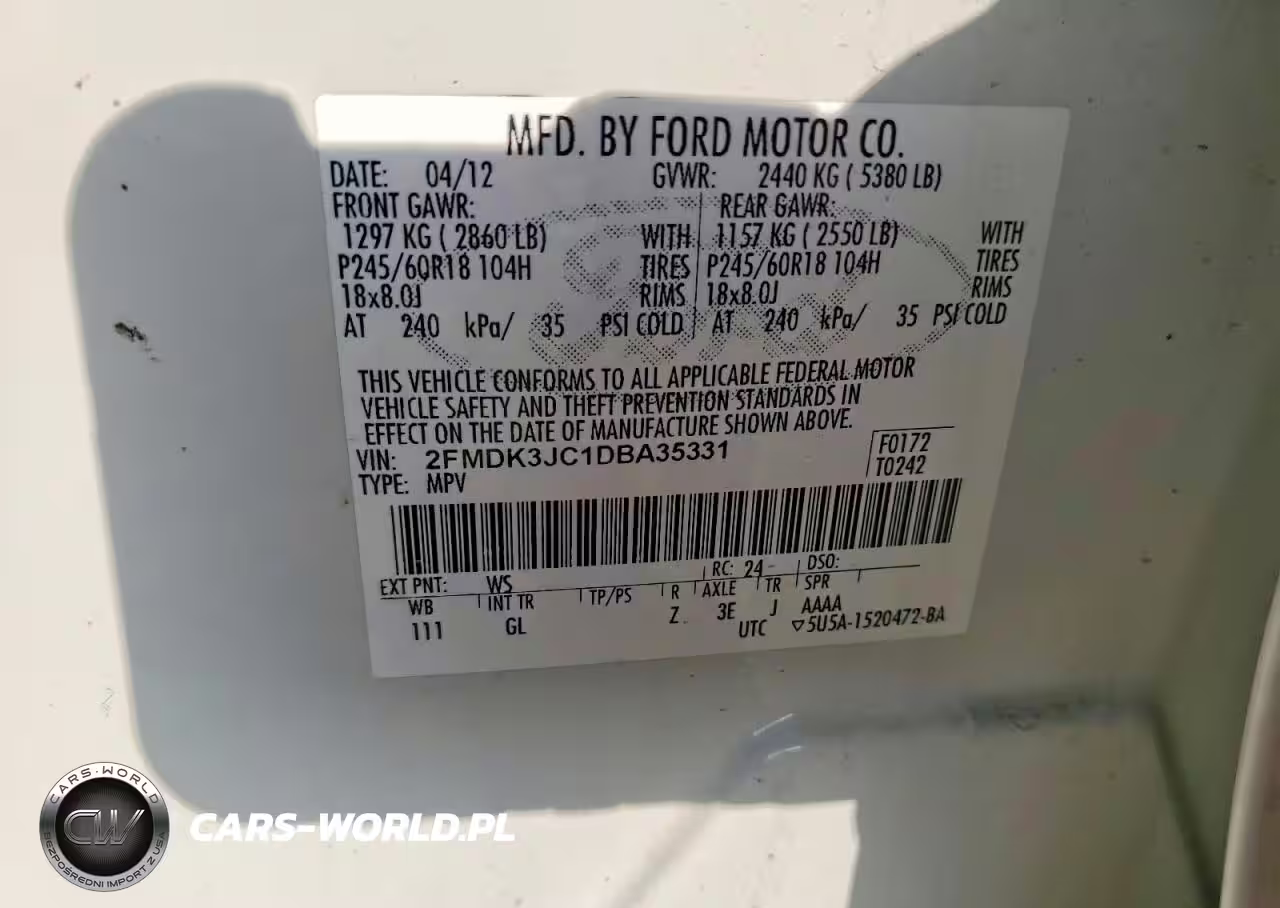 MFD. BY FORD MOTOR CO.
DATE: 04/12 GVWR: 2440 KG ( 5380 LB)
FRONT GAWR: REAR GAWR:
1297 KG ( 2860 LB) WITH 1157 KG ( 2550 LB) WITH
P245/60R18 104H TIRES P245/60R18 104H TIRES
18x8.0J RIMS 18x8.0J RIMS
AT 240 kPa/ 35 PSI COLD AT 240 kPa/ 35 PSI COLD
THIS VEHICLE CONFORMS TO ALL APPLICABLE FEDERAL MOTOR
VEHICLE SAFETY AND THEFT PREVENTION STANDARDS IN
EFFECT ON THE DATE OF MANUFACTURE SHOWN ABOVE.
VIN: 2FMDK3JC1DBA35331 F0172
TYPE: MPV T0242
EXT PNT: WS RC: 24 DSO:
WB INT TR TP/PS R AXLE TR SPR
111 GL Z 3E J AAAA
UTC ▽5U5A-1520472-BA
Ford
CARS-WORLD
CW
BEZPOŚREDNI IMPORT Z USA
CARS-WORLD.PL